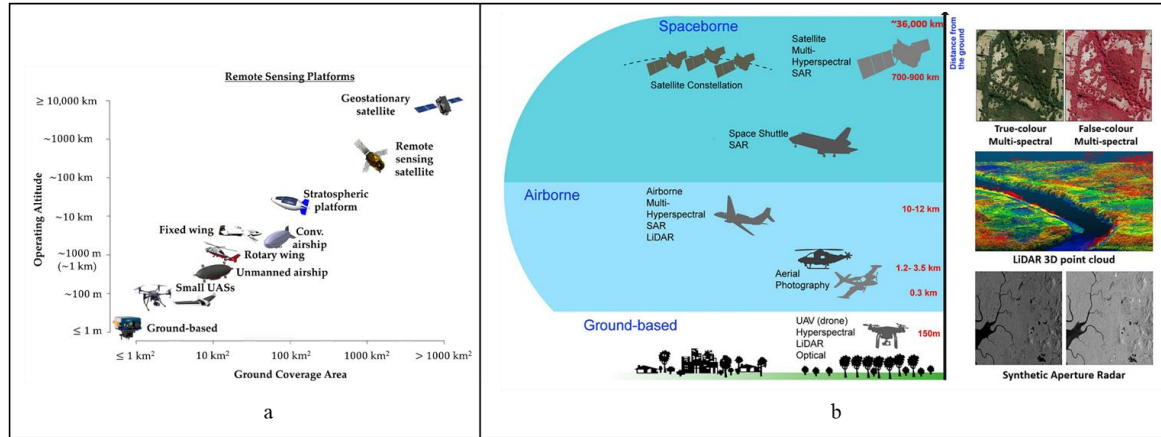 Remote Sensing Platforms
≥ 10,000 km
~1000 km
~100 km
~10 km
~1000 m
(~1 km)
~100 m
≤ 1 m
Operating Altitude
Geostationary
satellite
Remote
sensing
satellite
Stratospheric
platform
Fixed wing
Conv.
airship
Rotary wing
Unmanned airship
Small UASs
Ground-based
≤ 1 km²
10 km²
100 km²
1000 km²
> 1000 km²
Ground Coverage Area
a
Spaceborne
~36,000 km
Distance from
the ground
Satellite
Multi-
Hyperspectral
SAR
700-900 km
Satellite Constellation
Space Shuttle
SAR
Airborne
Airborne
Multi-
Hyperspectral
SAR
LiDAR
10-12 km
Aerial
Photography
1.2- 3.5 km
0.3 km
Ground-based
UAV (drone)
Hyperspectral
LiDAR
Optical
150m
True-colour
Multi-spectral
False-colour
Multi-spectral
LiDAR 3D point cloud
Synthetic Aperture Radar
b